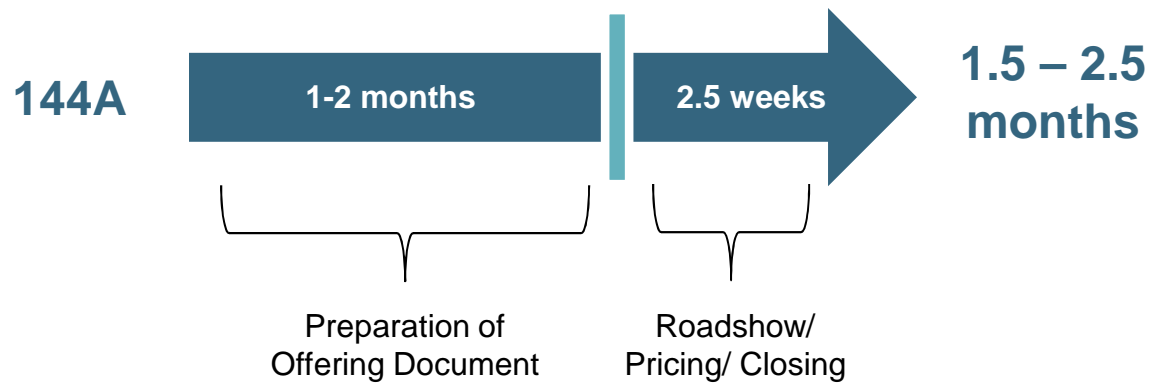 144A
1-2 months
2.5 weeks
1.5 – 2.5
months
Preparation of
Offering Document
Roadshow/
Pricing/ Closing